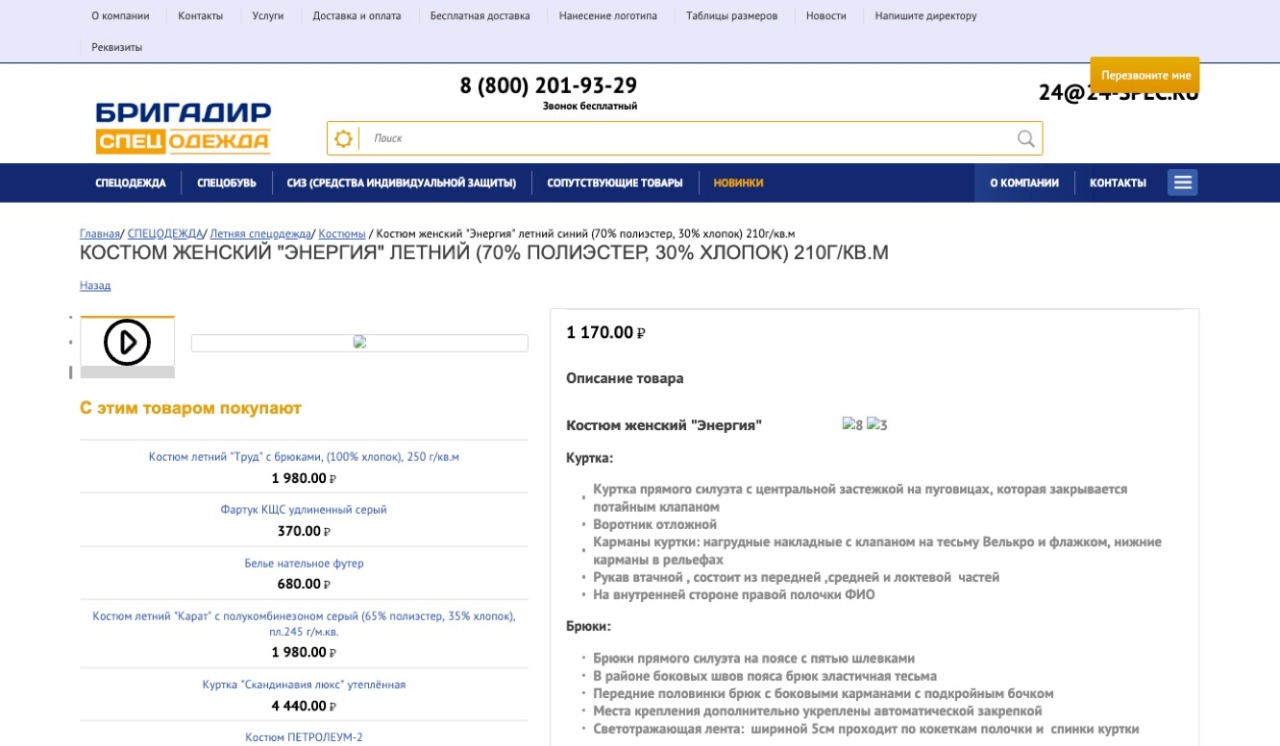 О компании
Контакты
Услуги
Доставка и оплата
Бесплатная доставка
Нанесение логотипа
Таблицы размеров
Новости
Напишите директору
Реквизиты
8 (800) 201-93-29
Звонок бесплатный
Перезвоните мне
24@24-SPEC.RU
БРИГАДИР
СПЕЦОДЕЖДА
Поиск
СПЕЦОДЕЖДА
СПЕЦОБУВЬ
СИЗ (СРЕДСТВА ИНДИВИДУАЛЬНОЙ ЗАЩИТЫ)
СОПУТСТВУЮЩИЕ ТОВАРЫ
НОВИНКИ
О КОМПАНИИ
КОНТАКТЫ
Главная/ СПЕЦОДЕЖДА/ Летняя спецодежда/ Костюмы / Костюм женский "Энергия" летний синий (70% полиэстер, 30% хлопок) 210г/кв.м
КОСТЮМ ЖЕНСКИЙ "ЭНЕРГИЯ" ЛЕТНИЙ (70% ПОЛИЭСТЕР, 30% ХЛОПОК) 210Г/КВ.М
Назад
С этим товаром покупают
Костюм летний "Труд" с брюками, (100% хлопок), 250 г/кв.м
1 980.00 ₽
Фартук КЩС удлиненный серый
370.00 ₽
Белье нательное футер
680.00 ₽
Костюм летний "Карат" с полукомбинезоном серый (65% полиэстер, 35% хлопок),
пл.245 г/м.кв.
1 980.00 ₽
Куртка "Скандинавия люкс" утеплённая
4 440.00 ₽
Костюм ПЕТРОЛЕУМ-2
1 170.00 ₽
Описание товара
Костюм женский "Энергия" 8 3
Куртка:
• Куртка прямого силуэта с центральной застежкой на пуговицах, которая закрывается
потайным клапаном
• Воротник отложной
• Карманы куртки: нагрудные накладные с клапаном на тесьму Велькро и флажком, нижние
карманы в рельефах
• Рукав втачной , состоит из передней ,средней и локтевой частей
• На внутренней стороне правой полочки ФИО
Брюки:
• Брюки прямого силуэта на поясе с пятью шлевками
• В районе боковых швов пояса брюк эластичная тесьма
• Передние половинки брюк с боковыми карманами с подкройным бочком
• Места крепления дополнительно укреплены автоматической закрепкой
• Светотражающая лента: шириной 5см проходит по кокеткам полочки и спинки куртки